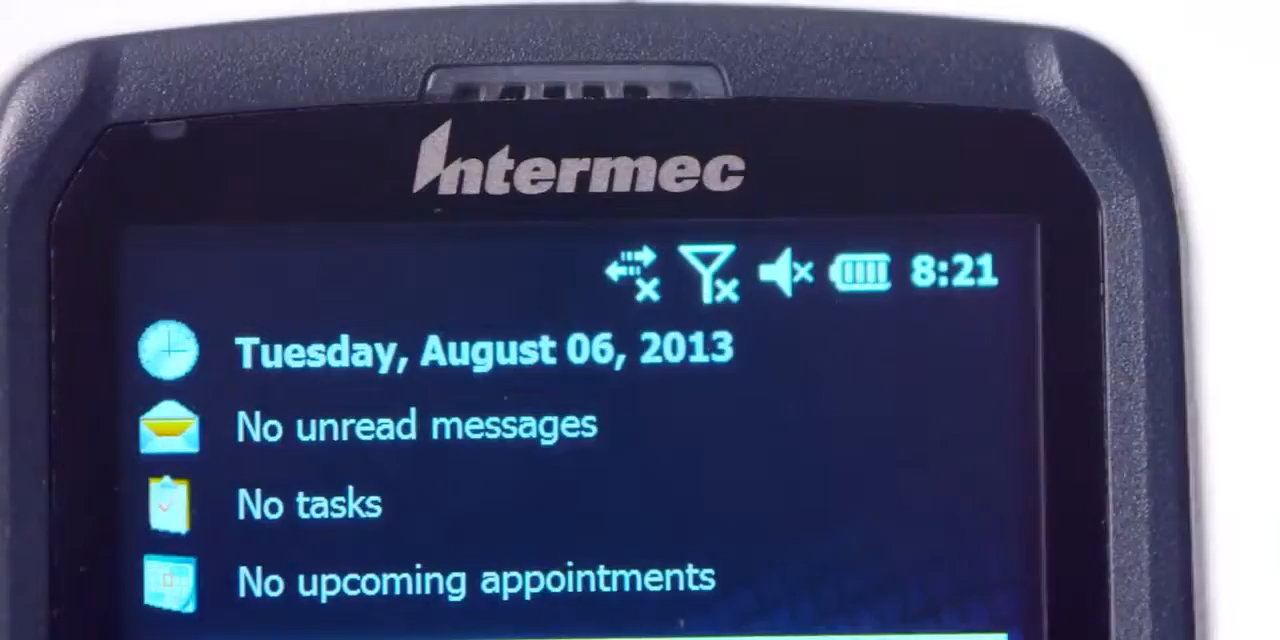 Intermec
8:21
Tuesday, August 06, 2013
No unread messages
No tasks
No upcoming appointments